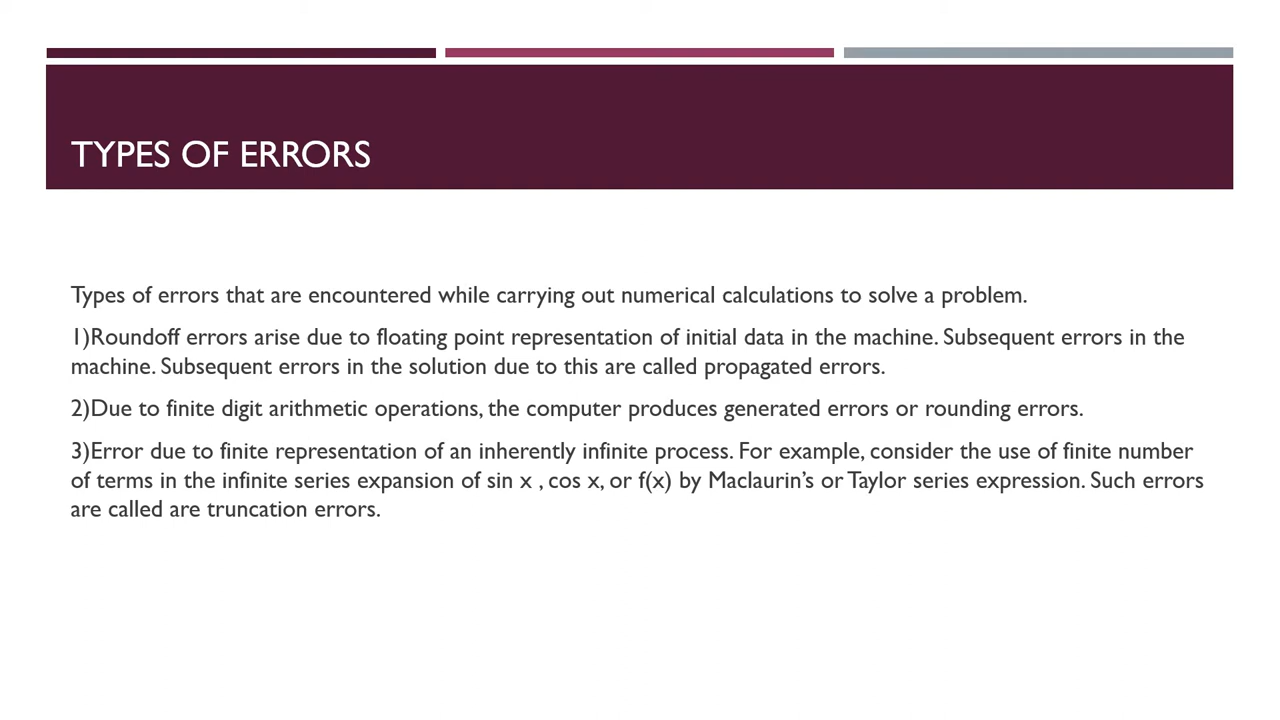 TYPES OF ERRORS
Types of errors that are encountered while carrying out numerical calculations to solve a problem.
1)Roundoff errors arise due to floating point representation of initial data in the machine. Subsequent errors in the
machine. Subsequent errors in the solution due to this are called propagated errors.
2)Due to finite digit arithmetic operations, the computer produces generated errors or rounding errors.
3)Error due to finite representation of an inherently infinite process. For example, consider the use of finite number
of terms in the infinite series expansion of sin x , cos x, or f(x) by Maclaurin’s or Taylor series expression. Such errors
are called are truncation errors.